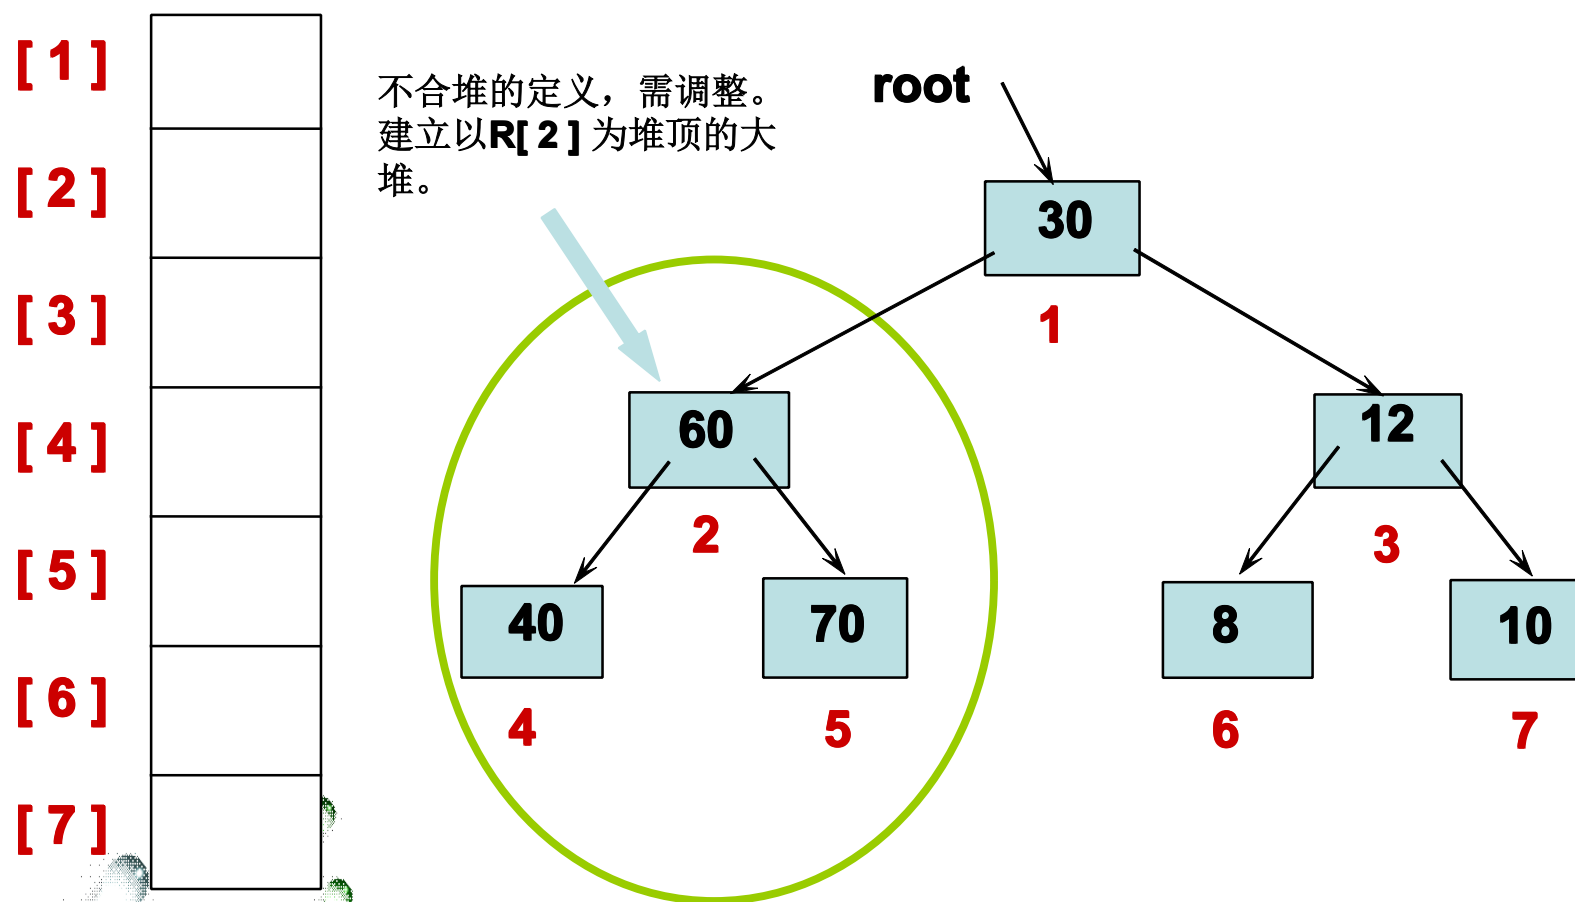 [ 1 ]
[ 2 ]
[ 3 ]
[ 4 ]
[ 5 ]
[ 6 ]
[ 7 ]
不合堆的定义，需调整。
建立以R[ 2 ] 为堆顶的大
堆。
root
30
1
60
12
2
3
40
70
8
10
4
5
6
7